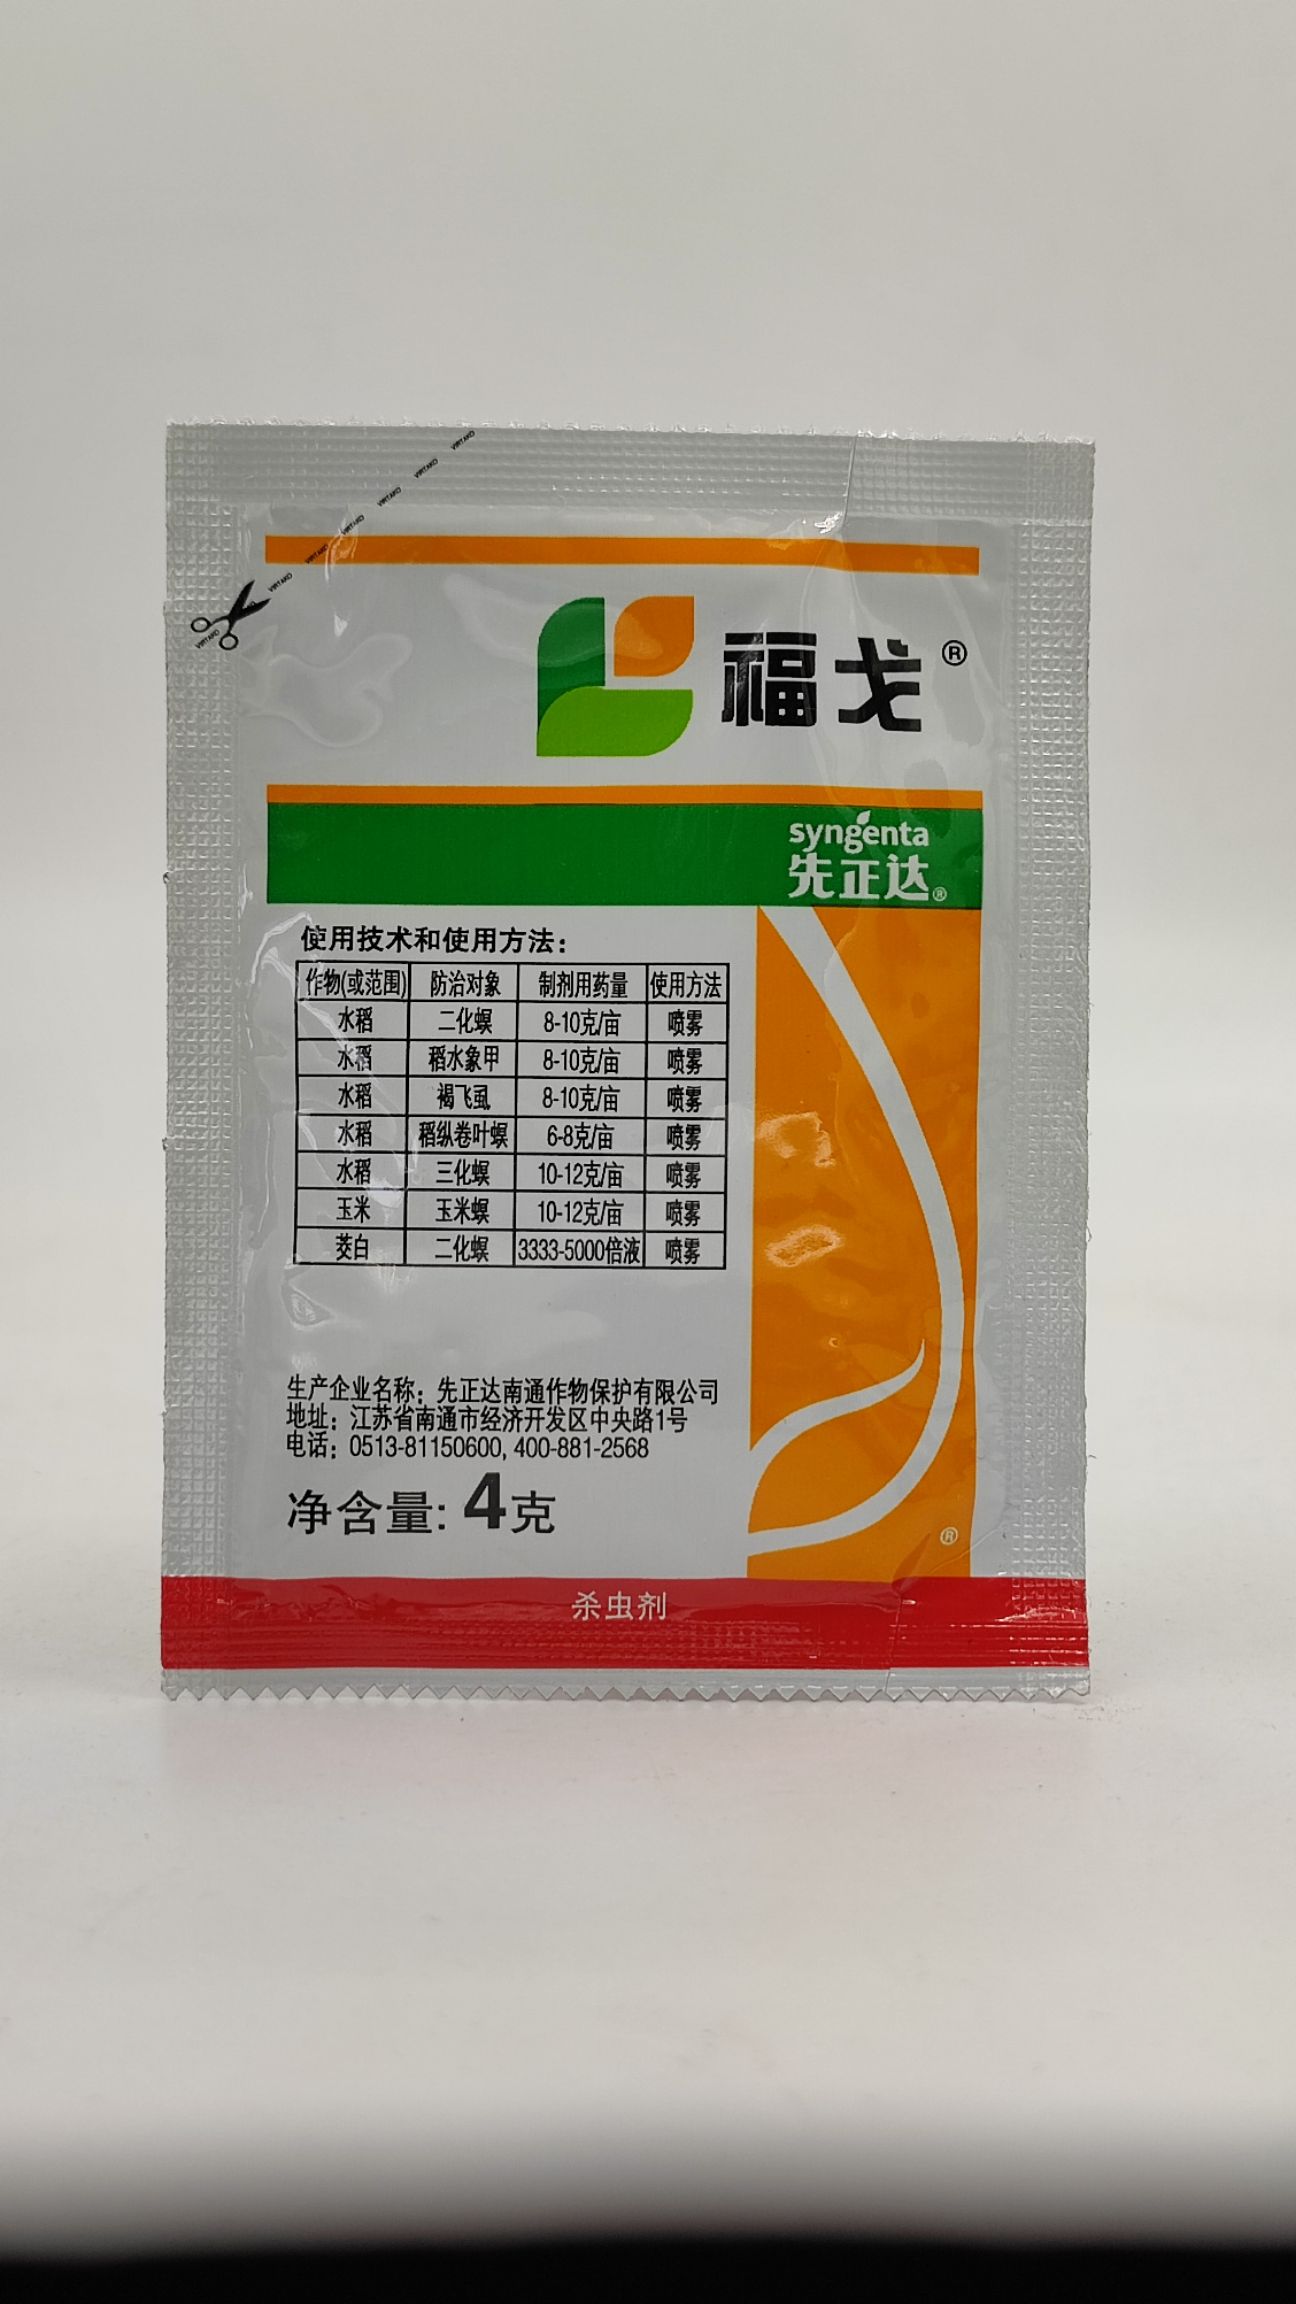 VIRTAKO VIRTAKO VIRTAKO VIRTAKO VIRTAKO VIRTAKO VIRTAKO
福戈®
syngenta
先正达®
使用技术和使用方法：
作物(或范围) 防治对象 制剂用药量 使用方法
水稻 二化螟 8-10克/亩 喷雾
水稻 稻水象甲 8-10克/亩 喷雾
水稻 褐飞虱 8-10克/亩 喷雾
水稻 稻纵卷叶螟 6-8克/亩 喷雾
水稻 三化螟 10-12克/亩 喷雾
玉米 玉米螟 10-12克/亩 喷雾
茭白 二化螟 3333-5000倍液 喷雾
生产企业名称：先正达南通作物保护有限公司
地址：江苏省南通市经济开发区中央路1号
电话：0513-81150600, 400-881-2568
净含量: 4克
®
杀虫剂